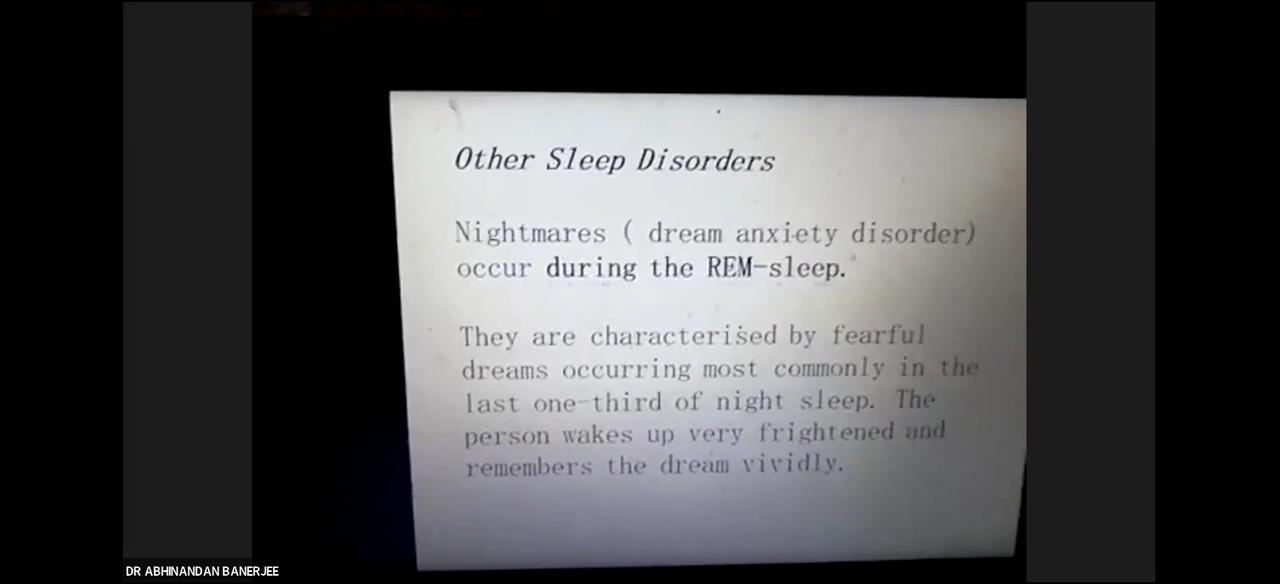 Other Sleep Disorders
Nightmares ( dream anxiety disorder)
occur during the REM-sleep.
They are characterised by fearful
dreams occurring most commonly in the
last one-third of night sleep. The
person wakes up very frightened and
remembers the dream vividly.
DR ABHINANDAN BANERJEE